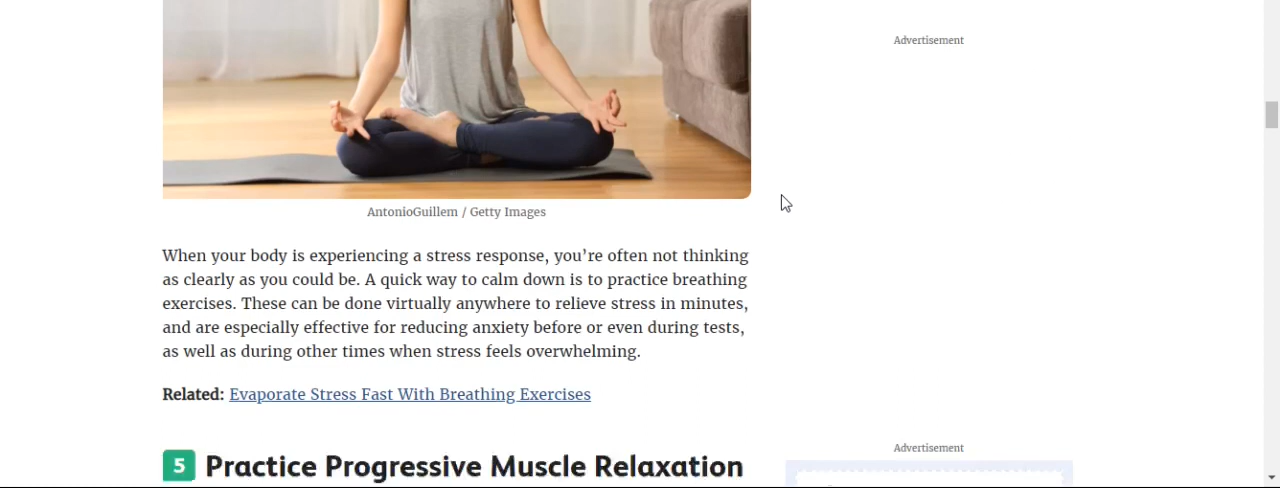 Advertisement
AntonioGuillem / Getty Images
When your body is experiencing a stress response, you’re often not thinking
as clearly as you could be. A quick way to calm down is to practice breathing
exercises. These can be done virtually anywhere to relieve stress in minutes,
and are especially effective for reducing anxiety before or even during tests,
as well as during other times when stress feels overwhelming.
Related: Evaporate Stress Fast With Breathing Exercises
Advertisement
5 Practice Progressive Muscle Relaxation